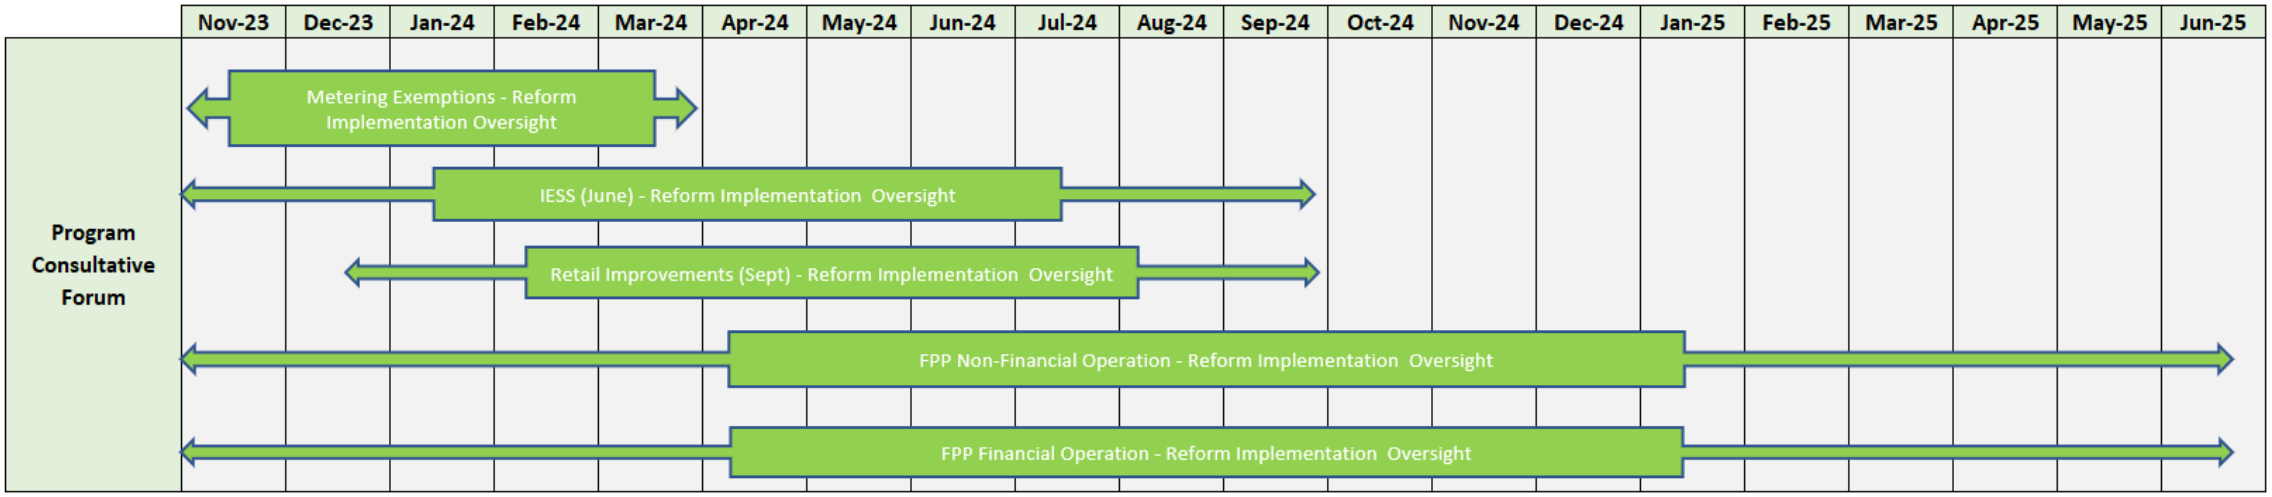 Nov-23 Dec-23 Jan-24 Feb-24 Mar-24 Apr-24 May-24 Jun-24 Jul-24 Aug-24 Sep-24 Oct-24 Nov-24 Dec-24 Jan-25 Feb-25 Mar-25 Apr-25 May-25 Jun-25
Program
Consultative
Forum
Metering Exemptions - Reform
Implementation Oversight
IESS (June) - Reform Implementation Oversight
Retail Improvements (Sept) - Reform Implementation Oversight
FPP Non-Financial Operation - Reform Implementation Oversight
FPP Financial Operation - Reform Implementation Oversight